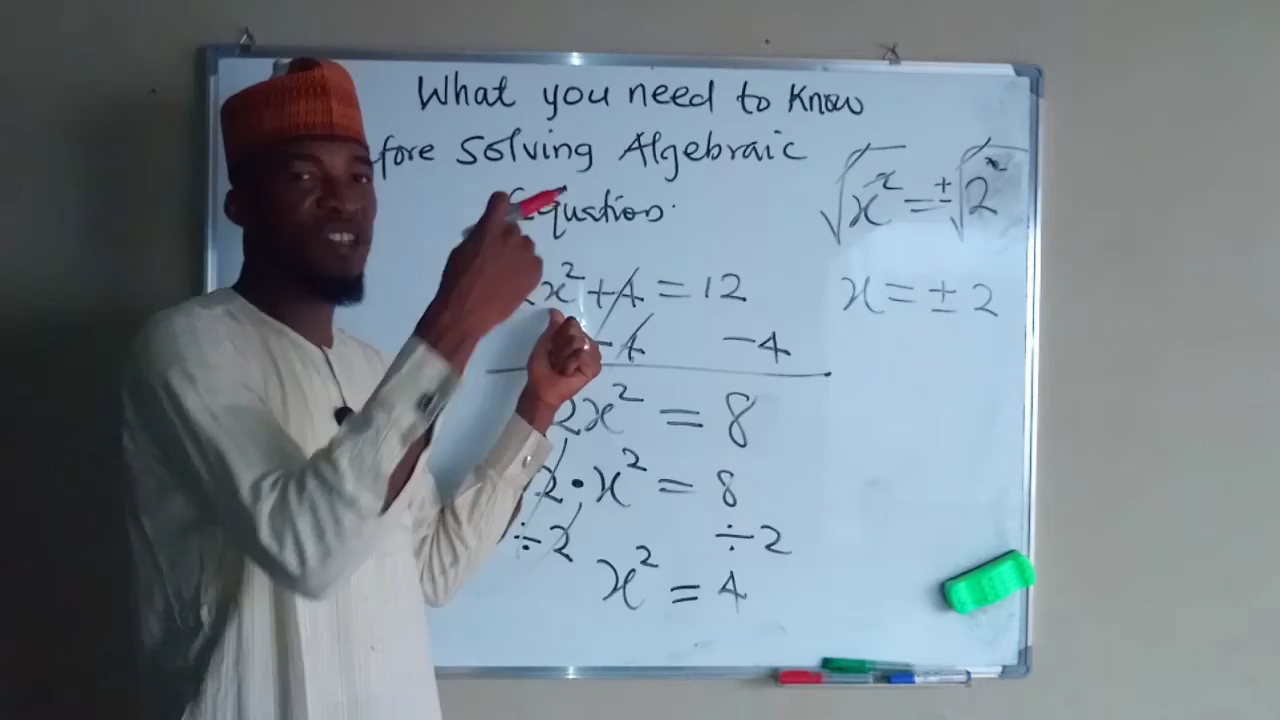 What you need to Know
fore Solving Algebraic
Equstion.
x² + 4 = 12
- 4 - 4
2x² = 8
2 · x² = 8
÷2 ÷2
x² = 4
√x² = ±√2²
x = ± 2